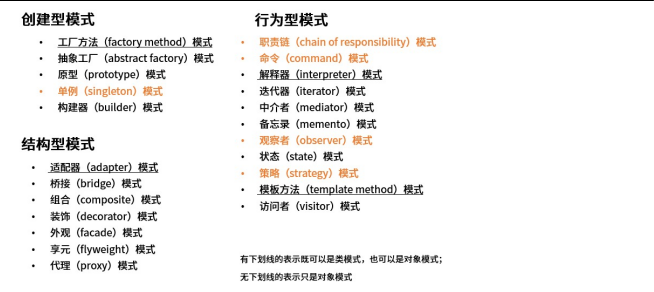 创建型模式
• 工厂方法（factory method）模式
• 抽象工厂（abstract factory）模式
• 原型（prototype）模式
• 单例（singleton）模式
• 构建器（builder）模式
结构型模式
• 适配器（adapter）模式
• 桥接（bridge）模式
• 组合（composite）模式
• 装饰（decorator）模式
• 外观（facade）模式
• 享元（flyweight）模式
• 代理（proxy）模式
行为型模式
• 职责链（chain of responsibility）模式
• 命令（command）模式
• 解释器（interpreter）模式
• 迭代器（iterator）模式
• 中介者（mediator）模式
• 备忘录（memento）模式
• 观察者（observer）模式
• 状态（state）模式
• 策略（strategy）模式
• 模板方法（template method）模式
• 访问者（visitor）模式
有下划线的表示既可以是类模式，也可以是对象模式；
无下划线的表示只是对象模式